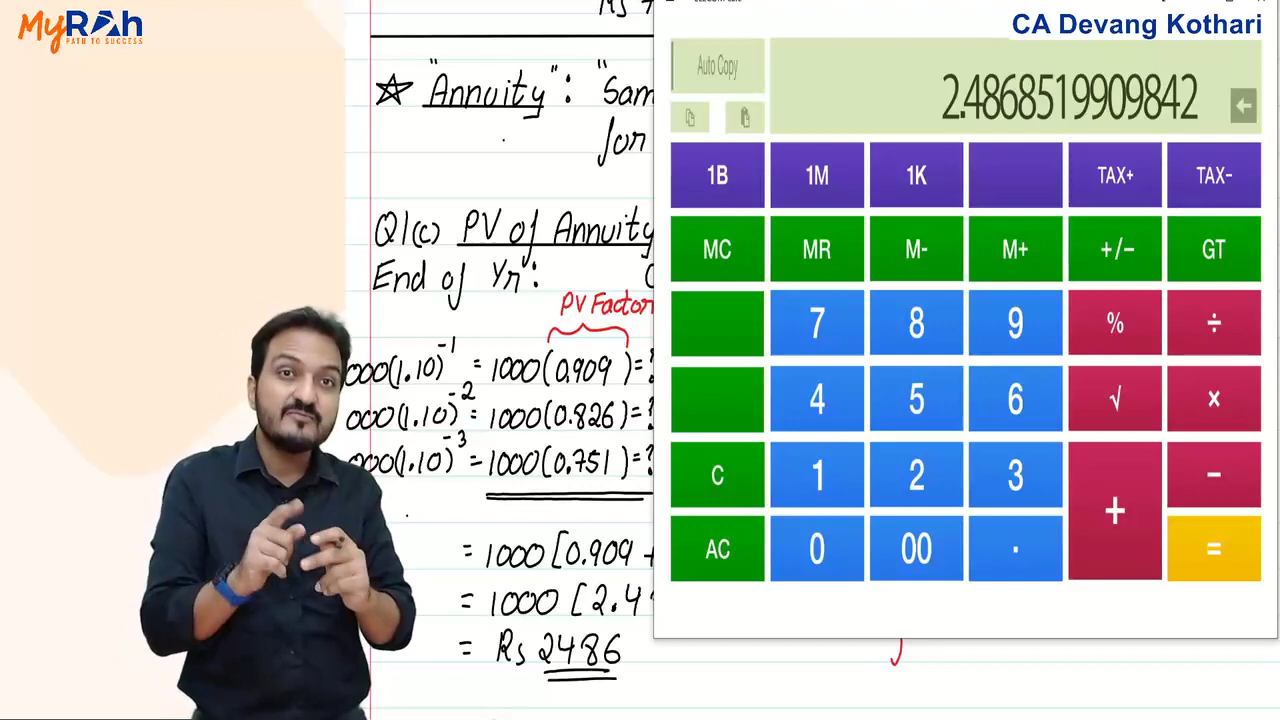 MyRAh
PATH TO SUCCESS
CA Devang Kothari
☆ "Annuity": "Sam
for
Q1(c) PV of Annuity
End of Yr:
PV Factor
000(1.10)⁻¹ = 1000(0.909) = ?
000(1.10)⁻² = 1000(0.826) = ?
000(1.10)⁻³ = 1000(0.751) = ?
= 1000[0.909 +
= 1000[2.4
= Rs 2486
Auto Copy
2.4868519909842
1B 1M 1K TAX+ TAX-
MC MR M- M+ +/- GT
7 8 9 % ÷
4 5 6 √ ×
C 1 2 3 + −
AC 0 00 . =